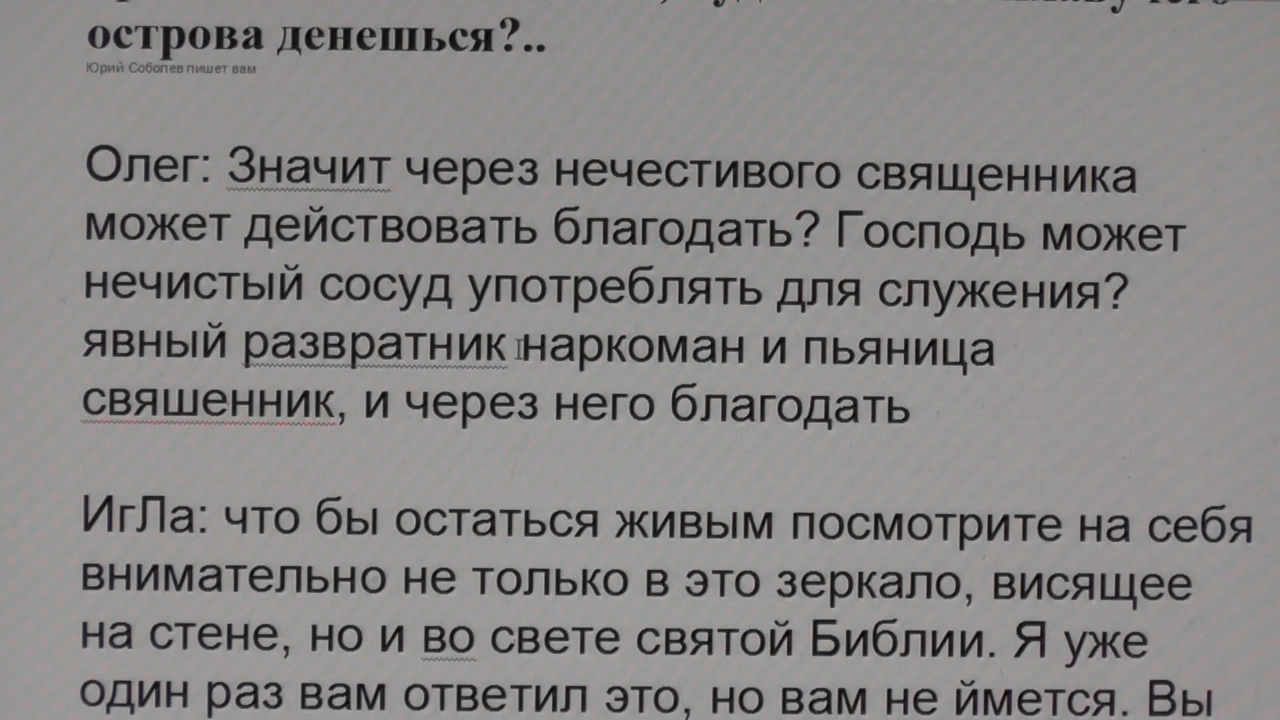 острова денешься?..
Юрий Соболев пишет вам
Олег: Значит через нечестивого священника
может действовать благодать? Господь может
нечистый сосуд употреблять для служения?
явный развратник наркоман и пьяница
свяшенник, и через него благодать
ИгЛа: что бы остаться живым посмотрите на себя
внимательно не только в это зеркало, висящее
на стене, но и во свете святой Библии. Я уже
один раз вам ответил это, но вам не ймется. Вы